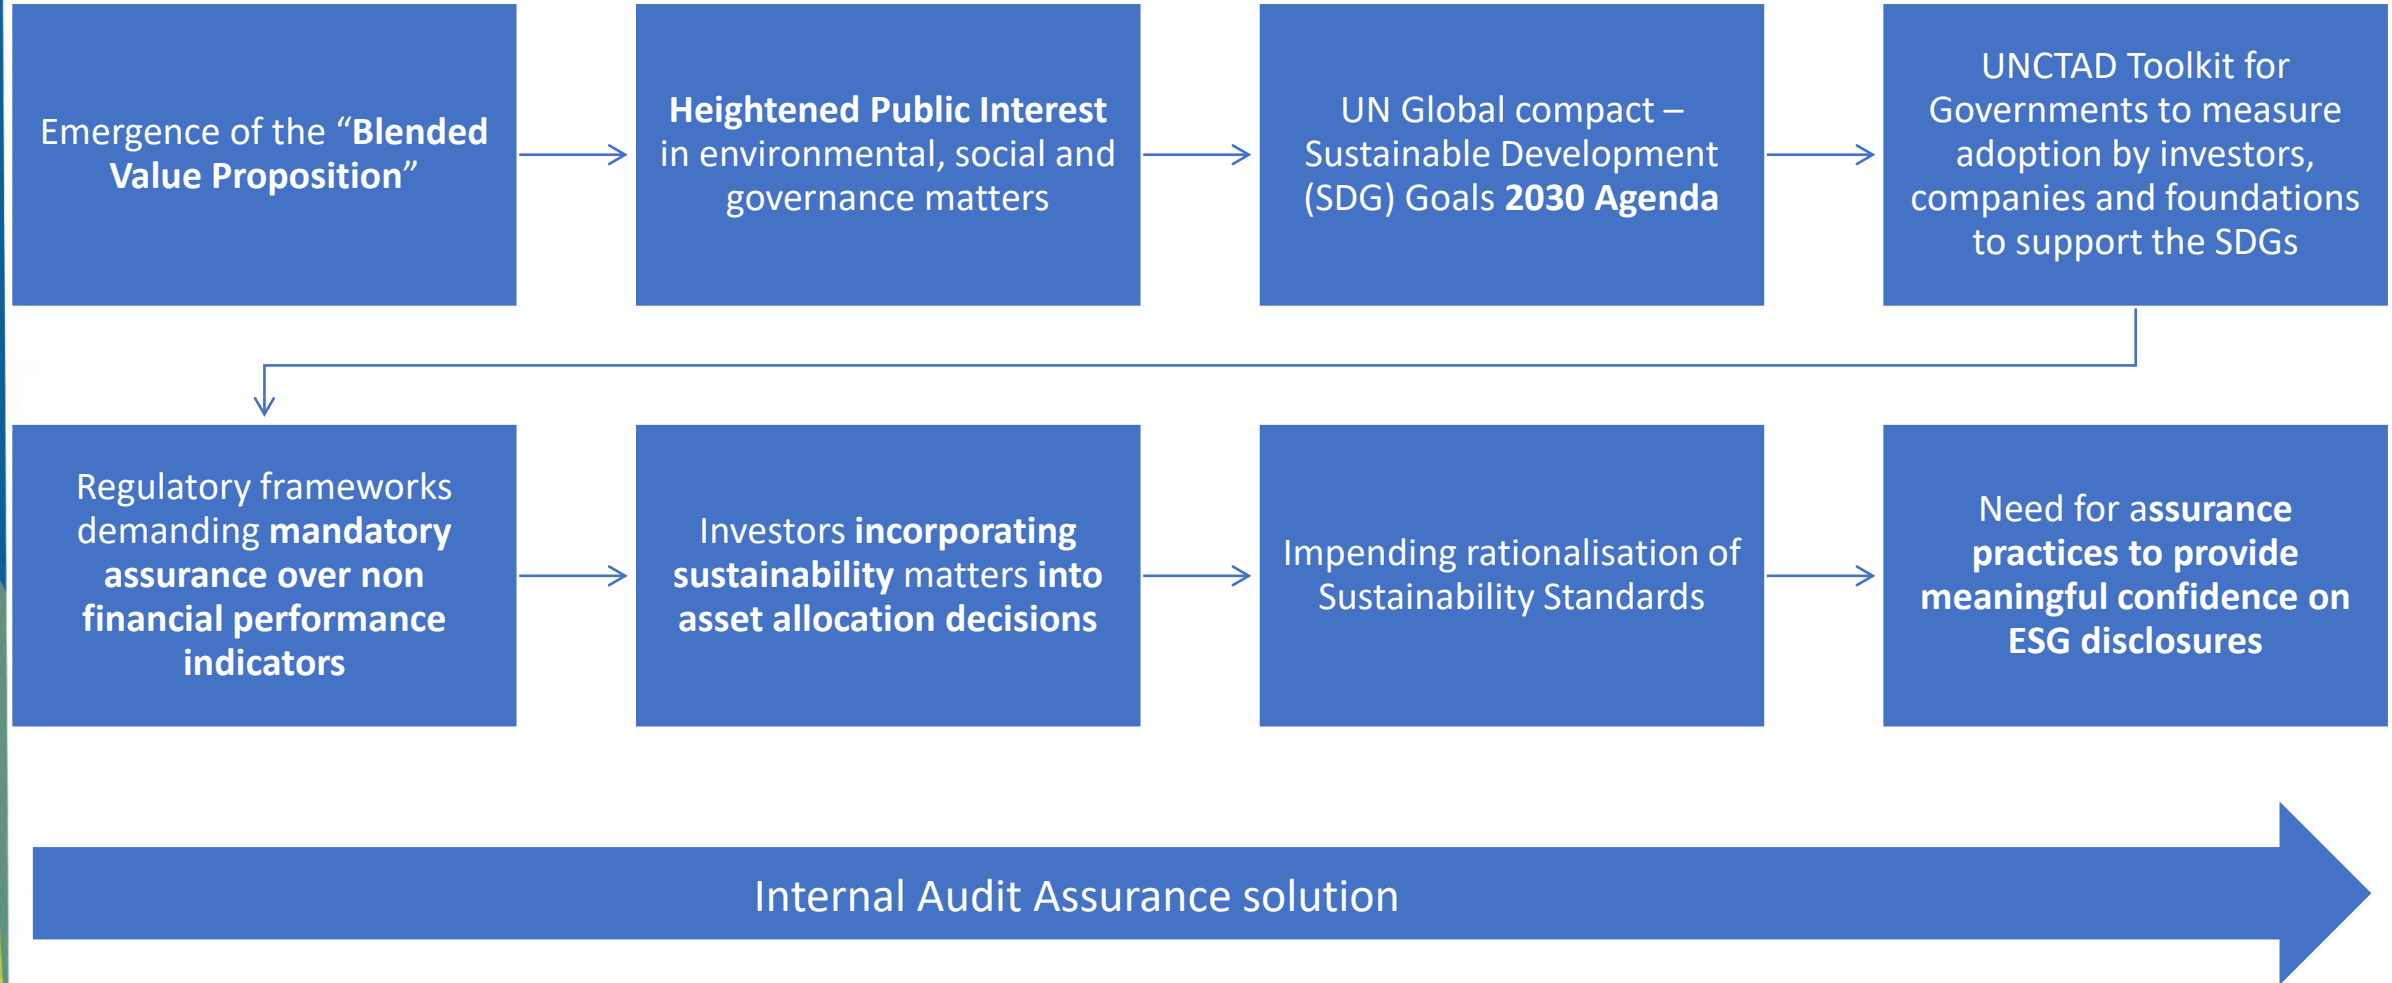 Emergence of the “Blended
Value Proposition”
Heightened Public Interest
in environmental, social and
governance matters
UN Global compact –
Sustainable Development
(SDG) Goals 2030 Agenda
UNCTAD Toolkit for
Governments to measure
adoption by investors,
companies and foundations
to support the SDGs
Regulatory frameworks
demanding mandatory
assurance over non
financial performance
indicators
Investors incorporating
sustainability matters into
asset allocation decisions
Impending rationalisation of
Sustainability Standards
Need for assurance
practices to provide
meaningful confidence on
ESG disclosures
Internal Audit Assurance solution